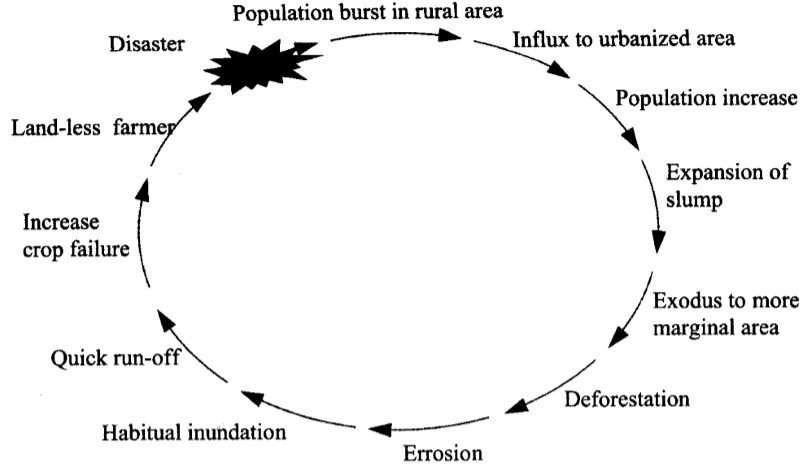 Population burst in rural area
Disaster
Influx to urbanized area
Population increase
Land-less farmer
Expansion of
slump
Increase
crop failure
Exodus to more
marginal area
Quick run-off
Deforestation
Habitual inundation
Errosion